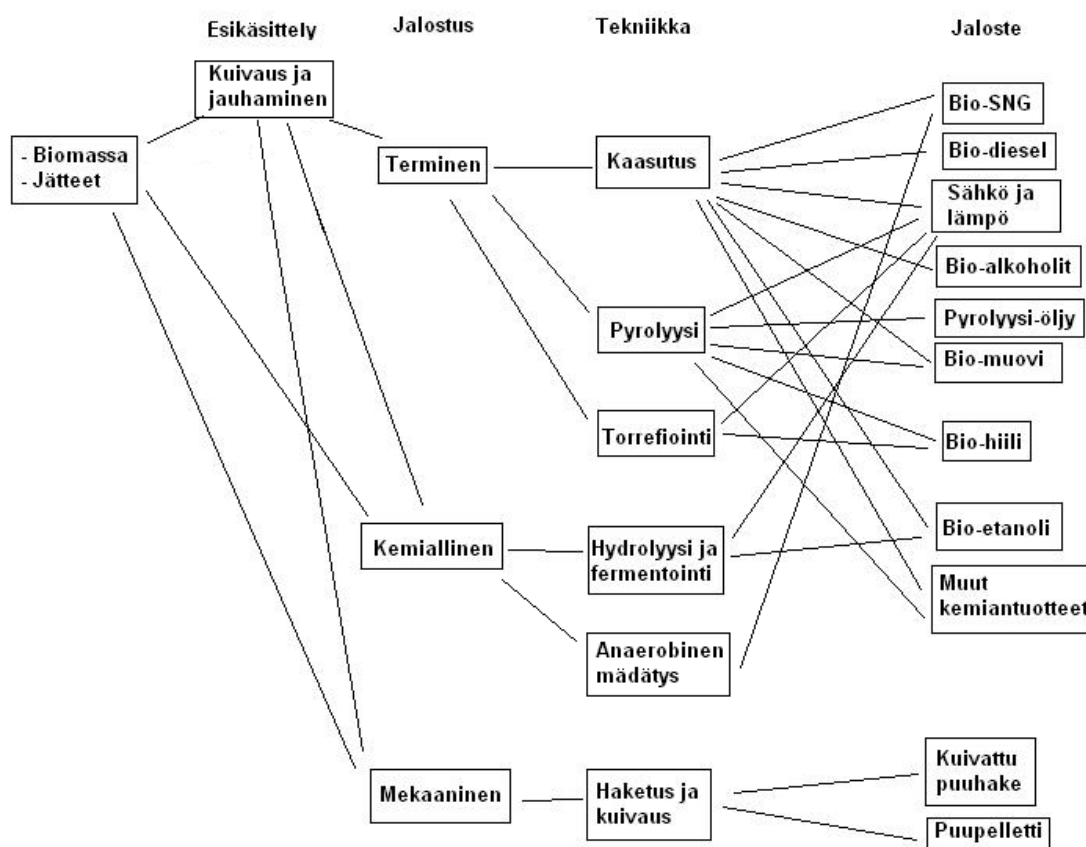 Esikäsittely
Jalostus
Tekniikka
Jaloste
Kuivaus ja
jauhaminen
- Biomassa
- Jätteet
Terminen
Kemiallinen
Mekaaninen
Kaasutus
Pyrolyysi
Torrefiointi
Hydrolyysi ja
fermentointi
Anaerobinen
mädätys
Haketus ja
kuivaus
Bio-SNG
Bio-diesel
Sähkö ja
lämpö
Bio-alkoholit
Pyrolyysi-öljy
Bio-muovi
Bio-hiili
Bio-etanoli
Muut
kemiantuotteet
Kuivattu
puuhake
Puupelletti